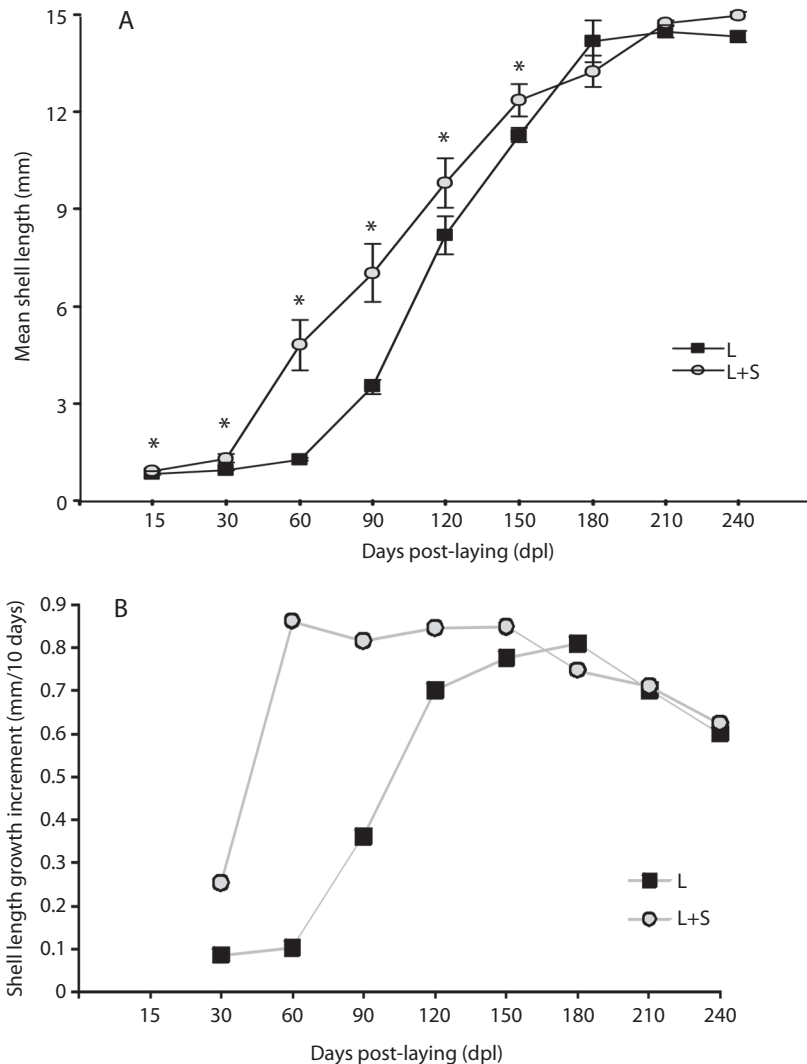 A
15
12
9
6
3
0
Mean shell length (mm)
*
*
*
*
*
*
L
L+S
15 30 60 90 120 150 180 210 240
Days post-laying (dpl)
B
0.9
0.8
0.7
0.6
0.5
0.4
0.3
0.2
0.1
0
Shell length growth increment (mm/10 days)
L
L+S
15 30 60 90 120 150 180 210 240
Days post-laying (dpl)